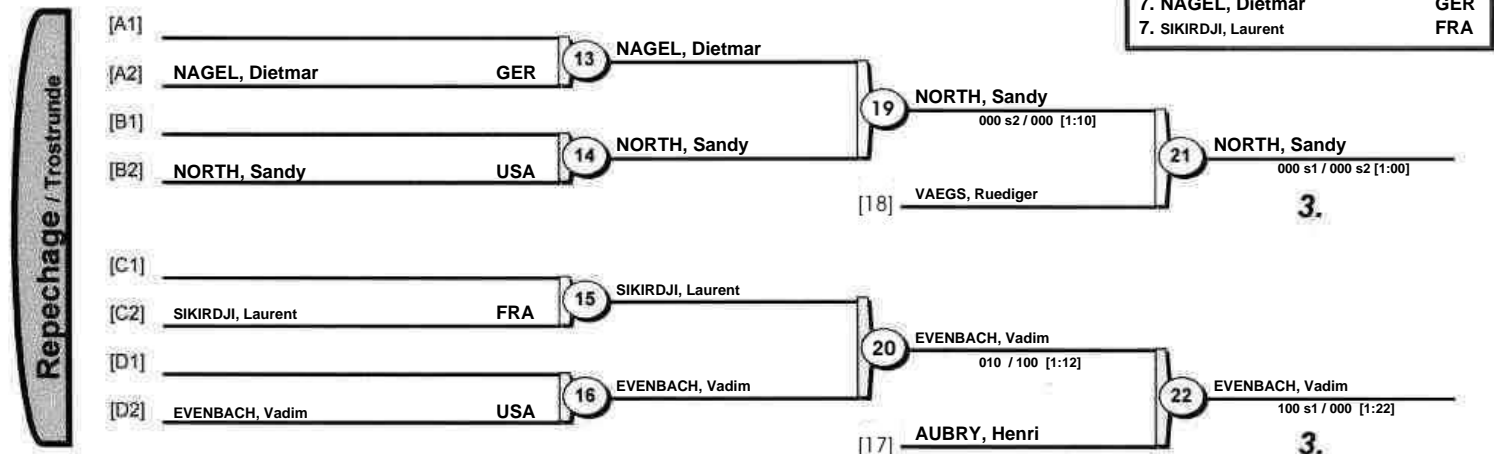 7. NAGEL, Dietmar GER
7. SIKIRDJI, Laurent FRA
Repechage / Trostrunde
[A1]
[A2] NAGEL, Dietmar GER
13 NAGEL, Dietmar
[B1]
[B2] NORTH, Sandy USA
14 NORTH, Sandy
19 NORTH, Sandy
000 s2 / 000 [1:10]
[18] VAEGS, Ruediger
21 NORTH, Sandy
000 s1 / 000 s2 [1:00]
3.
[C1]
[C2] SIKIRDJI, Laurent FRA
15 SIKIRDJI, Laurent
[D1]
[D2] EVENBACH, Vadim USA
16 EVENBACH, Vadim
20 EVENBACH, Vadim
010 / 100 [1:12]
[17] AUBRY, Henri
22 EVENBACH, Vadim
100 s1 / 000 [1:22]
3.